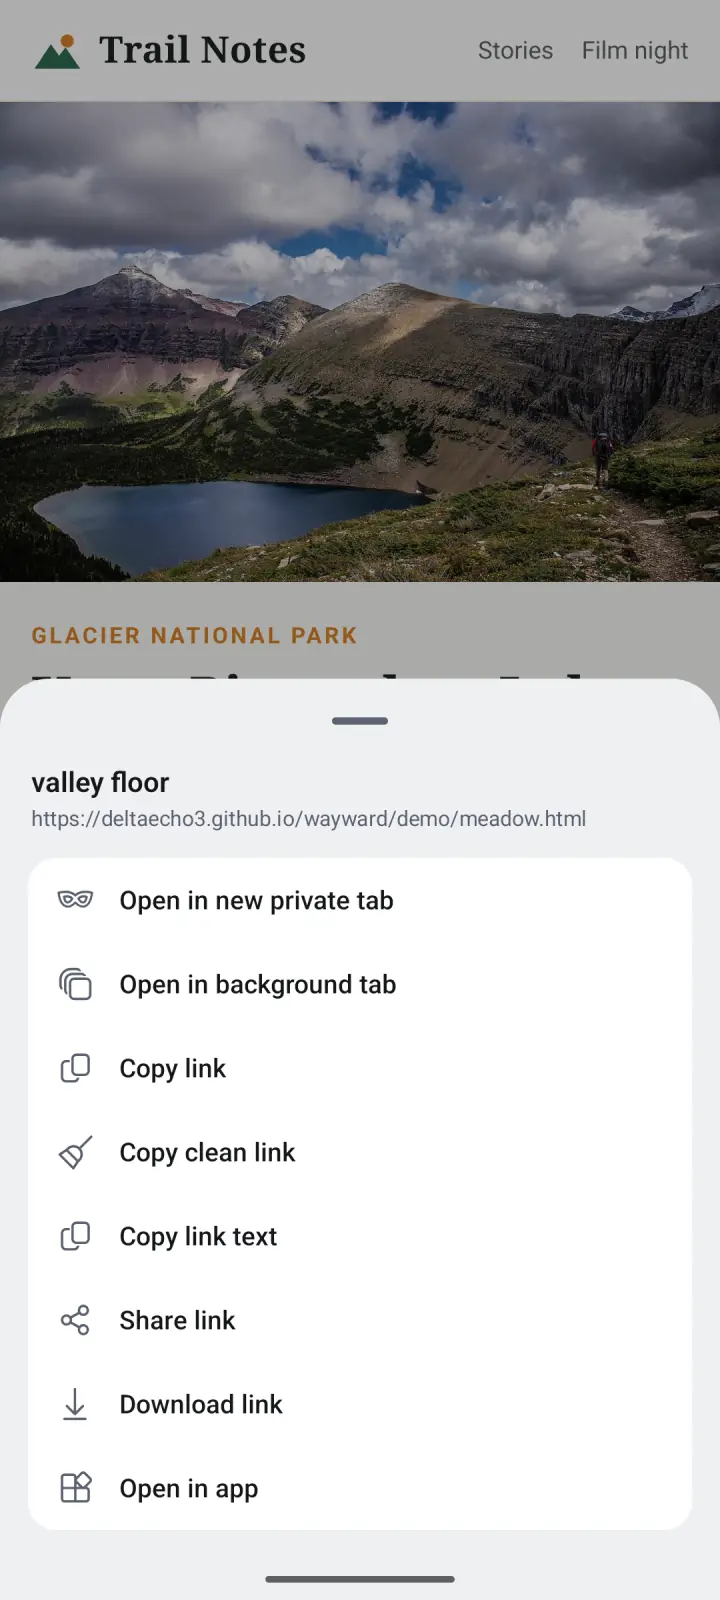 Trail Notes
Stories
Film night
GLACIER NATIONAL PARK
valley floor
https://deltaecho3.github.io/wayward/demo/meadow.html
Open in new private tab
Open in background tab
Copy link
Copy clean link
Copy link text
Share link
Download link
Open in app